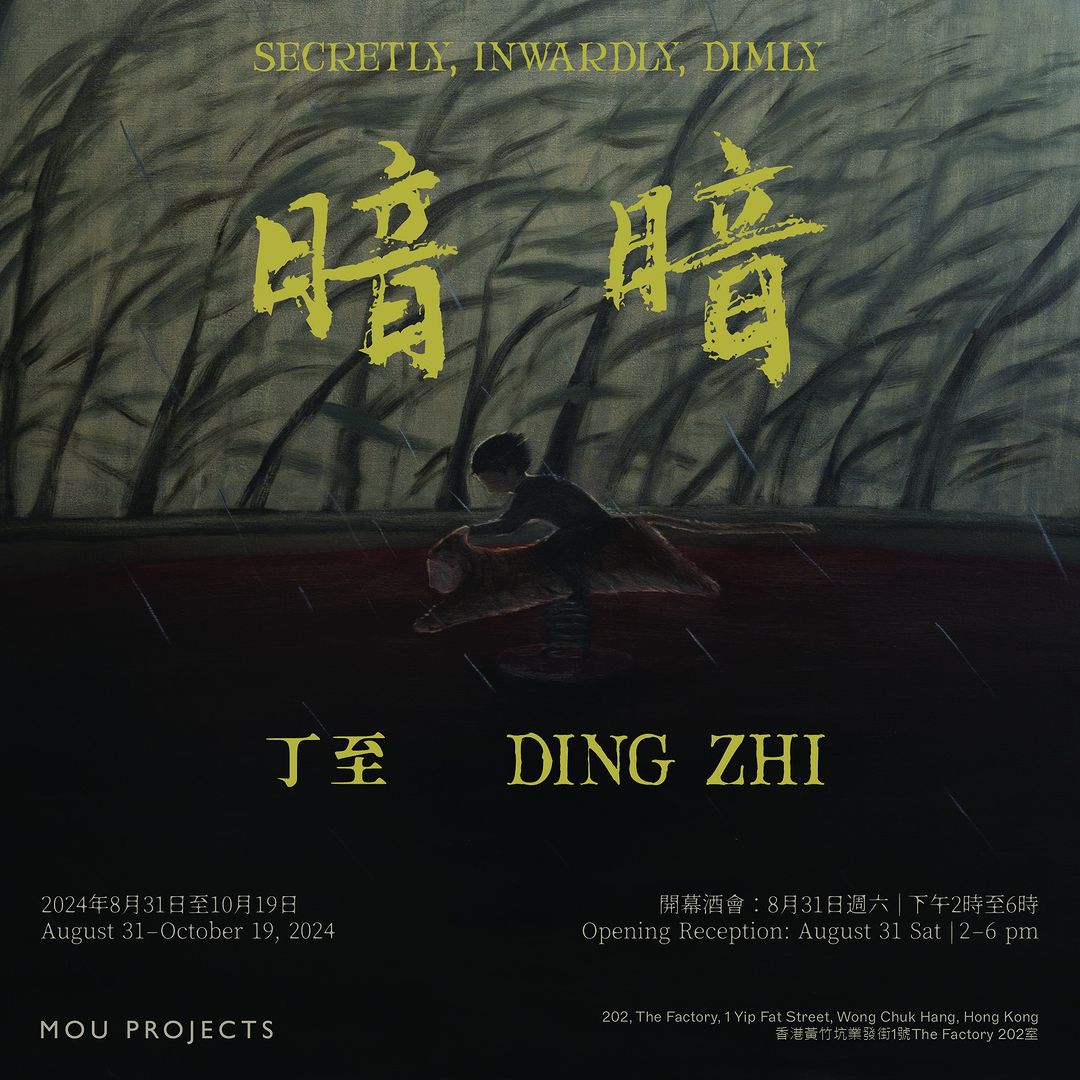 SECRETLY, INWARDLY, DIMLY
暗暗
丁至 DING ZHI
2024年8月31日至10月19日
August 31–October 19, 2024
開幕酒會：8月31日週六 | 下午2時至6時
Opening Reception: August 31 Sat | 2–6 pm
MOU PROJECTS
202, The Factory, 1 Yip Fat Street, Wong Chuk Hang, Hong Kong
香港黃竹坑業發街1號The Factory 202室